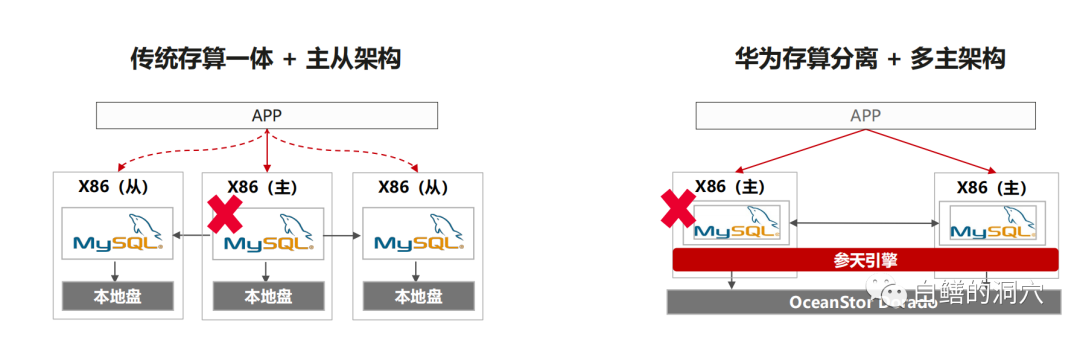 传统存算一体 + 主从架构
APP
X86（从）
X86（主）
X86（从）
MySQL
MySQL
MySQL
本地盘
本地盘
本地盘
华为存算分离 + 多主架构
APP
X86（主）
X86（主）
MySQL
MySQL
参天引擎
OceanStor Dorado
白鳝的洞穴